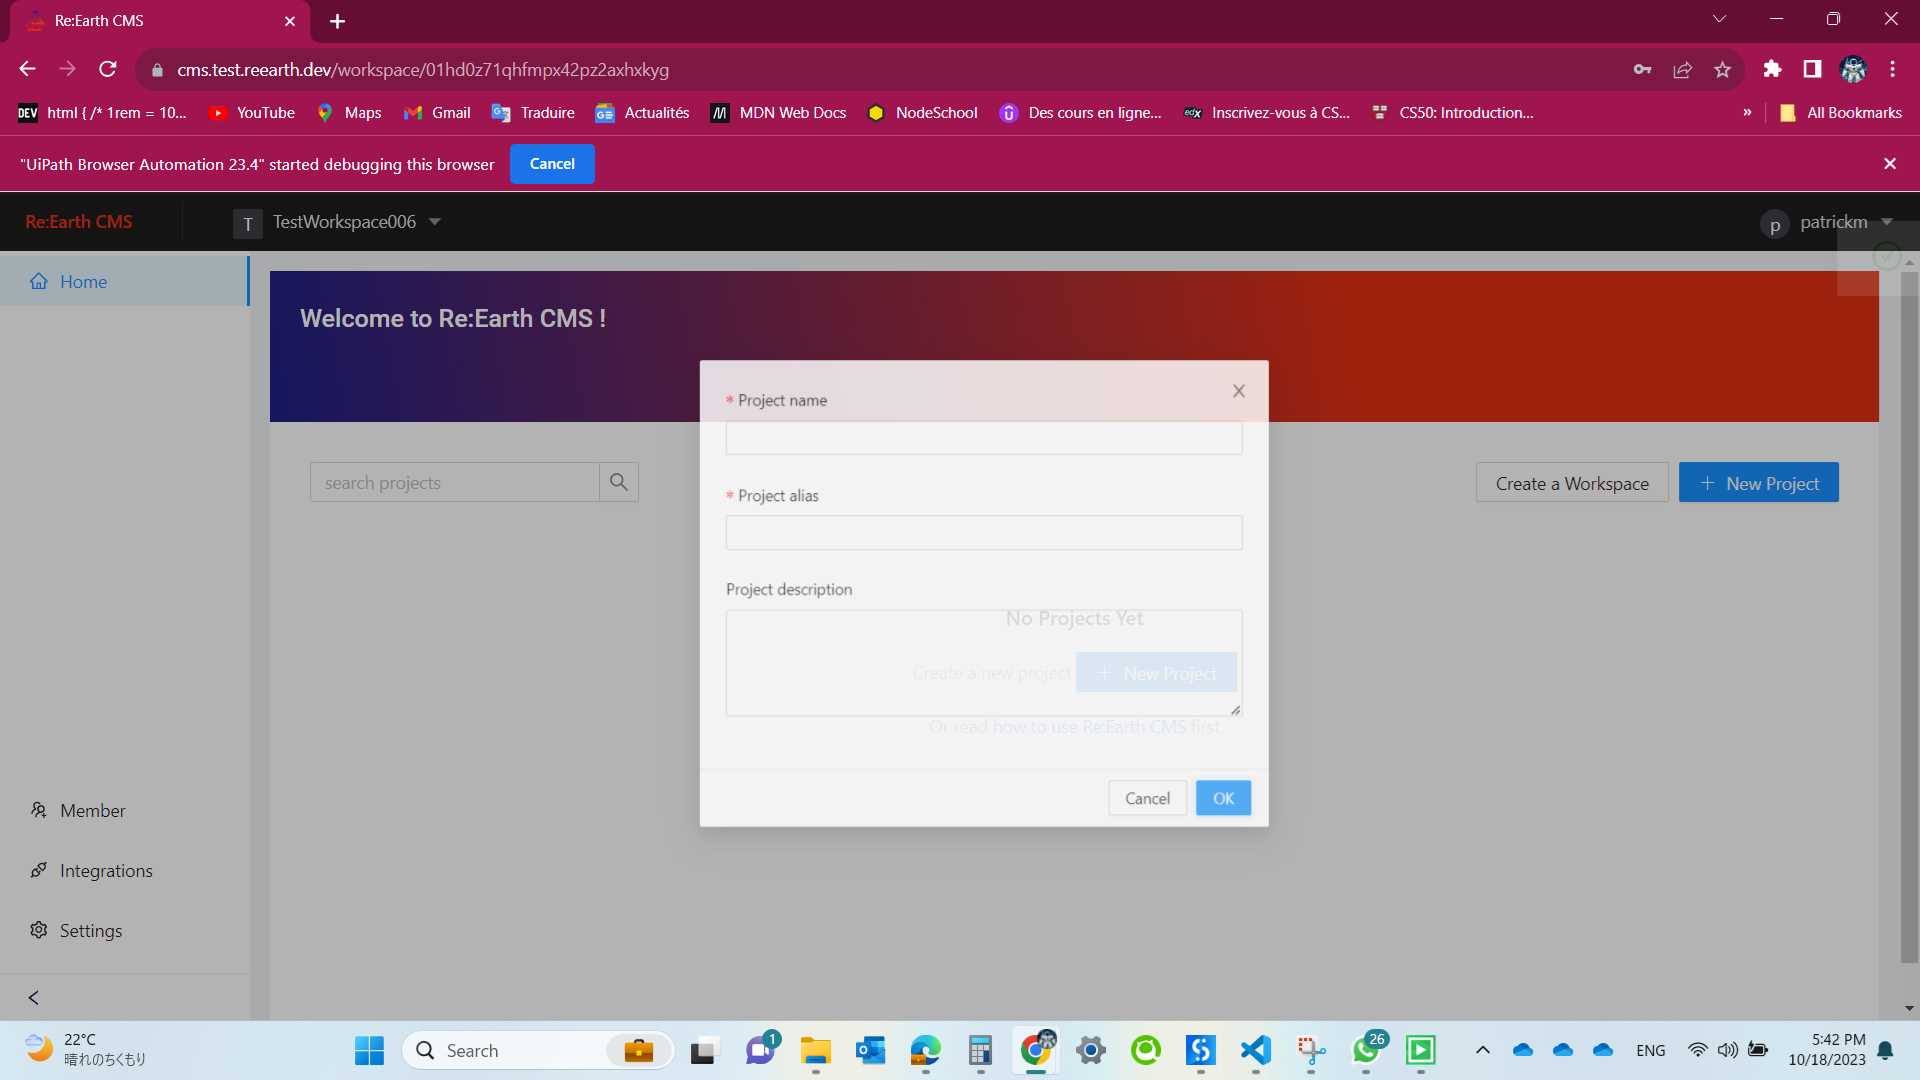 Re:Earth CMS
cms.test.reearth.dev/workspace/01hd0z71qhfmpx42pz2axhxkyg
DEV html { /* 1rem = 10... YouTube Maps Gmail Traduire Actualités MDN Web Docs NodeSchool Des cours en ligne... edX Inscrivez-vous à CS... CS50: Introduction... » All Bookmarks
"UiPath Browser Automation 23.4" started debugging this browser Cancel
Re:Earth CMS T TestWorkspace006 p patrickm
Home
Welcome to Re:Earth CMS !
* Project name
search projects
Create a Workspace + New Project
* Project alias
Project description
No Projects Yet
Create a new project + New Project
Or read how to use Re:Earth CMS first
Cancel OK
Member
Integrations
Settings
22°C
晴れのちくもり
Search
1
26
ENG
5:42 PM
10/18/2023